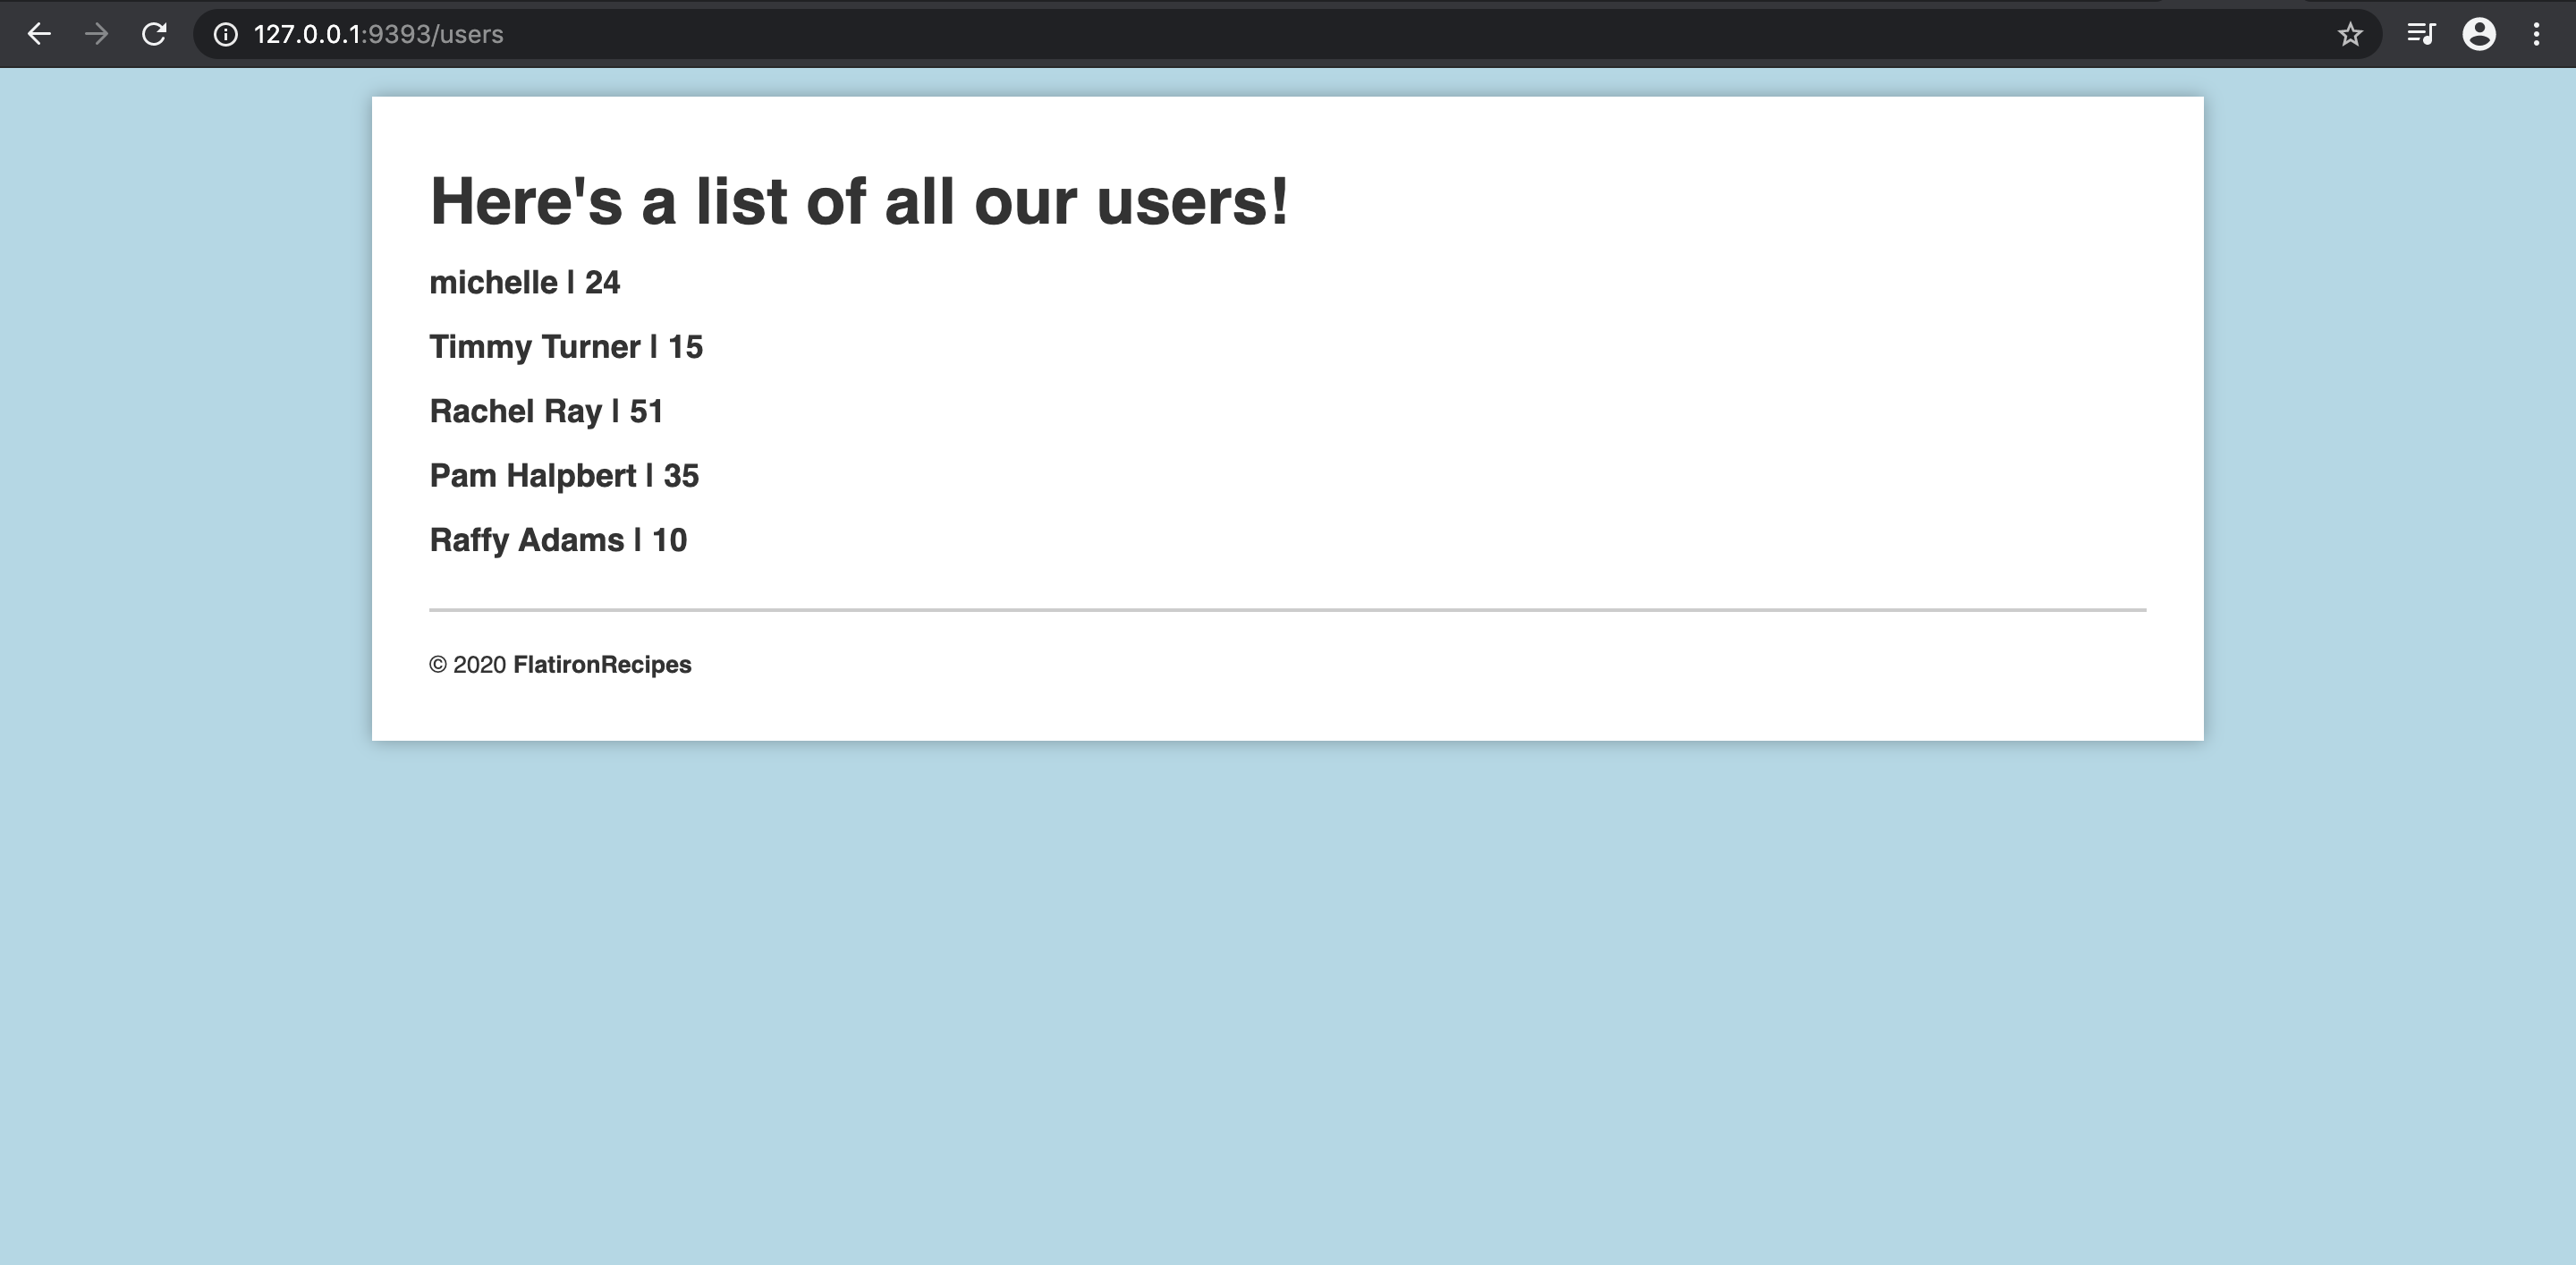 127.0.0.1:9393/users
Here's a list of all our users!
michelle | 24
Timmy Turner | 15
Rachel Ray | 51
Pam Halpbert | 35
Raffy Adams | 10
© 2020 FlatironRecipes